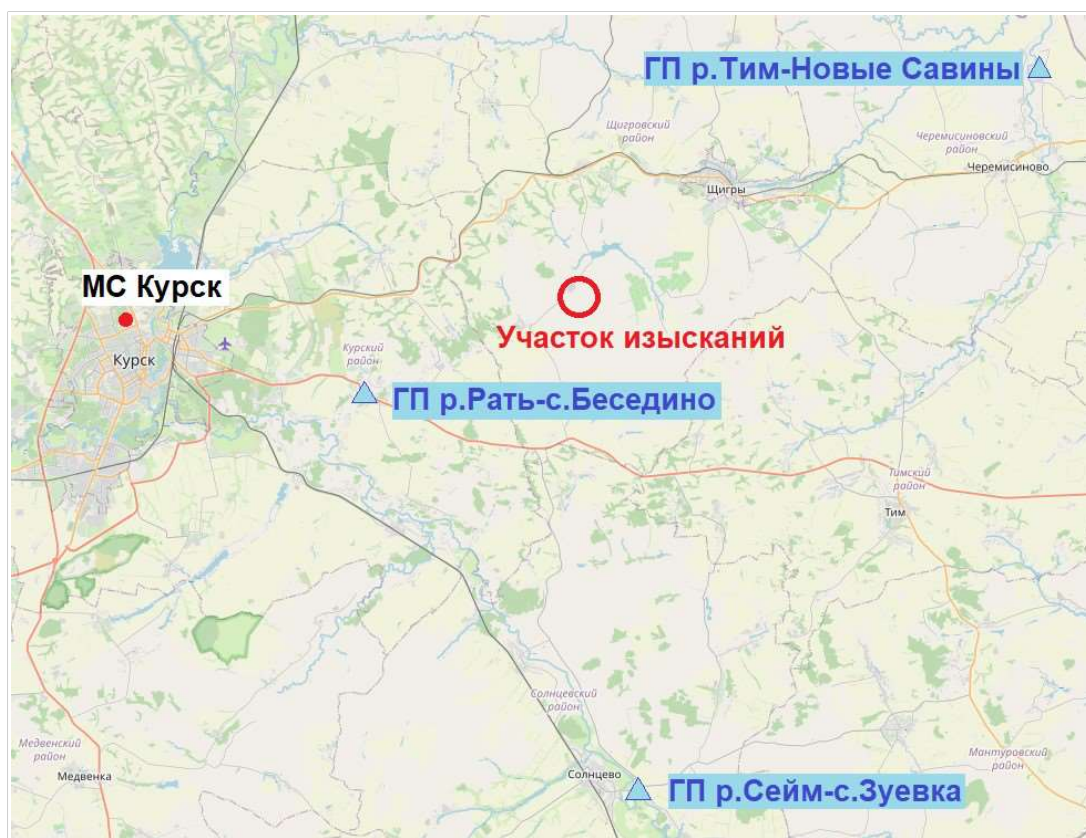 ГП р.Тим-Новые Савины
Щигровский
район
Черемисиновский
район
Черемисиново
Щигры
МС Курск
Участок изысканий
Курский
район
Курск
ГП р.Рать-с.Беседино
Тимский
район
Тим
Солнцевский
район
Медвенский
район
Медвенка
Мантуровский
район
Солнцево
ГП р.Сейм-с.Зуевка